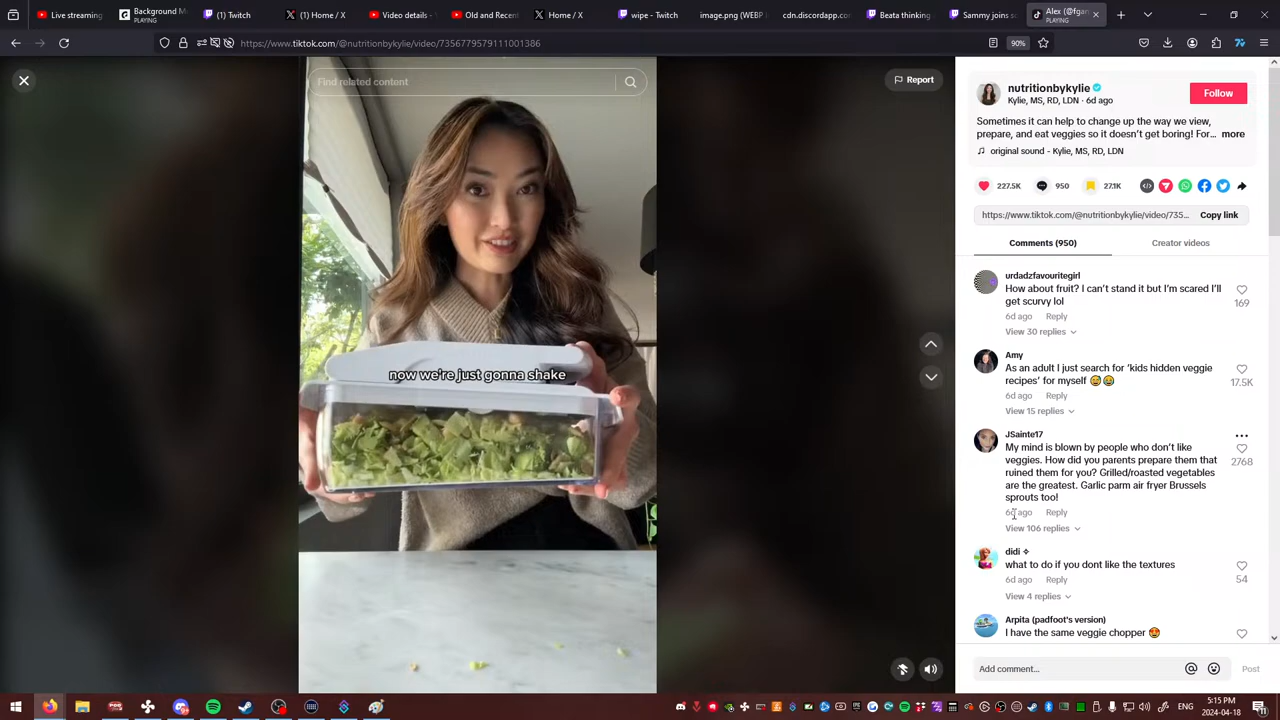 Live streaming
Character Build
PLAYING
(1) Twitch
(1) Home / X
Video details -
Old and Recent
Home / X
wipe - Twitch
image.png (WEBP I
cdn.discordapp.com
Beata thinking
Sammy joins
Alex (@fgan
PLAYING
https://www.tiktok.com/@nutritionbykylie/video/7356779579111001386
90%
Find related content
Report
now we're just gonna shake
nutritionbykylie
Kylie, MS, RD, LDN · 6d ago
Follow
Sometimes it can help to change up the way we view,
prepare, and eat veggies so it doesn't get boring! For... more
original sound - Kylie, MS, RD, LDN
227.5K
950
27.1K
https://www.tiktok.com/@nutritionbykylie/video/735...
Copy link
Comments (950)
Creator videos
urdadzfavouritegirl
How about fruit? I can't stand it but I'm scared I'll
get scurvy lol
169
6d ago Reply
View 30 replies
Amy
As an adult I just search for 'kids hidden veggie
recipes' for myself 😅😂
17.5K
6d ago Reply
View 15 replies
JSainte17
My mind is blown by people who don't like
veggies. How did you parents prepare them that
ruined them for you? Grilled/roasted vegetables
are the greatest. Garlic parm air fryer Brussels
sprouts too!
2768
6d ago Reply
View 106 replies
didi ✧
what to do if you dont like the textures
54
6d ago Reply
View 4 replies
Arpita (padfoot's version)
I have the same veggie chopper 🤩
Add comment...
Post
5:15 PM
2024-04-18